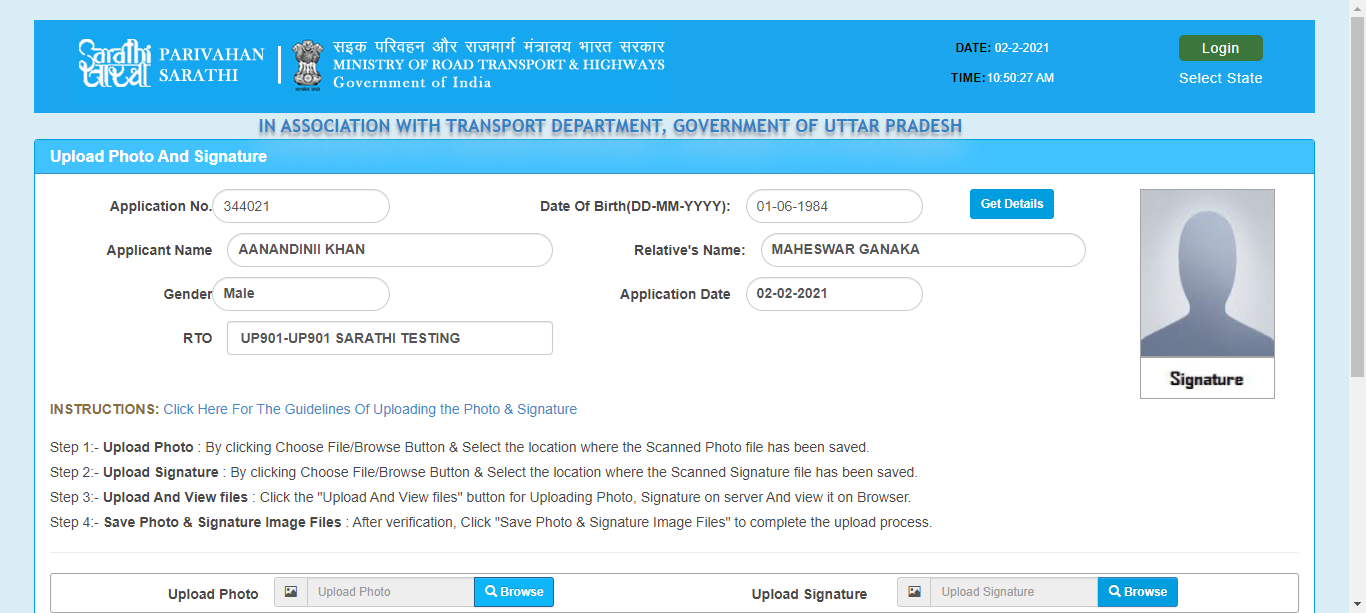 Sarathi
सारथी
PARIVAHAN
SARATHI
सड़क परिवहन और राजमार्ग मंत्रालय भारत सरकार
MINISTRY OF ROAD TRANSPORT & HIGHWAYS
Government of India
DATE: 02-2-2021
TIME: 10:50:27 AM
Login
Select State
IN ASSOCIATION WITH TRANSPORT DEPARTMENT, GOVERNMENT OF UTTAR PRADESH
Upload Photo And Signature
Application No. 344021 Date Of Birth(DD-MM-YYYY): 01-06-1984 Get Details
Applicant Name AANANDINII KHAN Relative's Name: MAHESWAR GANAKA
Gender Male Application Date 02-02-2021
RTO UP901-UP901 SARATHI TESTING
Signature
INSTRUCTIONS: Click Here For The Guidelines Of Uploading the Photo & Signature
Step 1:- Upload Photo : By clicking Choose File/Browse Button & Select the location where the Scanned Photo file has been saved.
Step 2:- Upload Signature : By clicking Choose File/Browse Button & Select the location where the Scanned Signature file has been saved.
Step 3:- Upload And View files : Click the "Upload And View files" button for Uploading Photo, Signature on server And view it on Browser.
Step 4:- Save Photo & Signature Image Files : After verification, Click "Save Photo & Signature Image Files" to complete the upload process.
Upload Photo Upload Photo Browse Upload Signature Upload Signature Browse